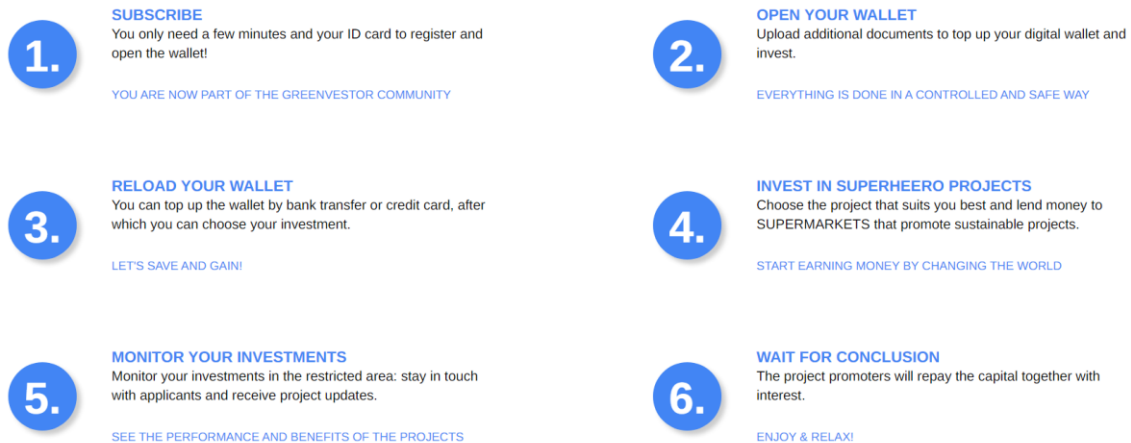 1.
SUBSCRIBE
You only need a few minutes and your ID card to register and
open the wallet!
YOU ARE NOW PART OF THE GREENVESTOR COMMUNITY
2.
OPEN YOUR WALLET
Upload additional documents to top up your digital wallet and
invest.
EVERYTHING IS DONE IN A CONTROLLED AND SAFE WAY
3.
RELOAD YOUR WALLET
You can top up the wallet by bank transfer or credit card, after
which you can choose your investment.
LET'S SAVE AND GAIN!
4.
INVEST IN SUPERHEERO PROJECTS
Choose the project that suits you best and lend money to
SUPERMARKETS that promote sustainable projects.
START EARNING MONEY BY CHANGING THE WORLD
5.
MONITOR YOUR INVESTMENTS
Monitor your investments in the restricted area: stay in touch
with applicants and receive project updates.
SEE THE PERFORMANCE AND BENEFITS OF THE PROJECTS
6.
WAIT FOR CONCLUSION
The project promoters will repay the capital together with
interest.
ENJOY & RELAX!